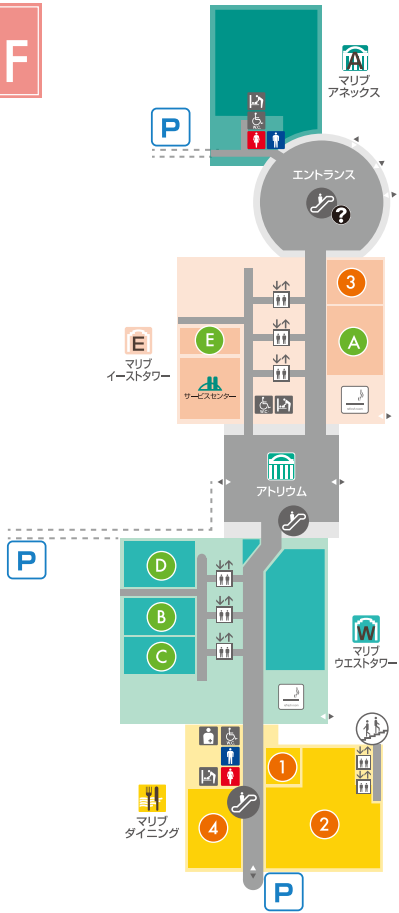 F
A
マリブ
アネックス
P
エントランス
?
3
E
A
E
マリブ
イーストタワー
サービスセンター
アトリウム
P
D
B
C
W
マリブ
ウエストタワー
1
2
4
マリブ
ダイニング
P